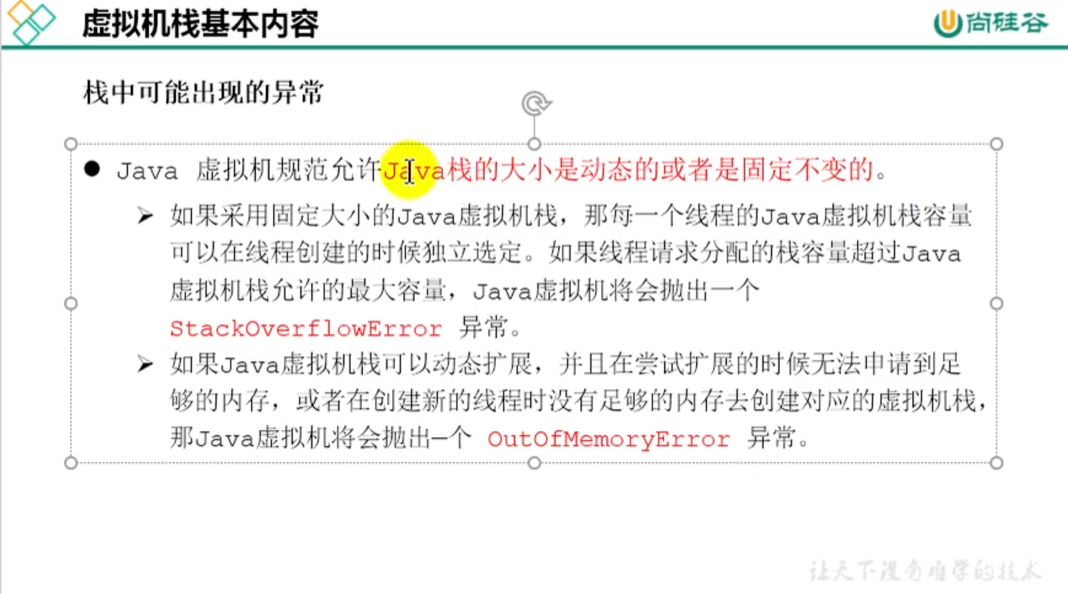 虚拟机栈基本内容
尚硅谷
栈中可能出现的异常
● Java 虚拟机规范允许Java栈的大小是动态的或者是固定不变的。
➢ 如果采用固定大小的Java虚拟机栈，那每一个线程的Java虚拟机栈容量
可以在线程创建的时候独立选定。如果线程请求分配的栈容量超过Java
虚拟机栈允许的最大容量，Java虚拟机将会抛出一个
StackOverflowError 异常。
➢ 如果Java虚拟机栈可以动态扩展，并且在尝试扩展的时候无法申请到足
够的内存，或者在创建新的线程时没有足够的内存去创建对应的虚拟机栈，
那Java虚拟机将会抛出一个 OutOfMemoryError 异常。
让天下没有难学的技术